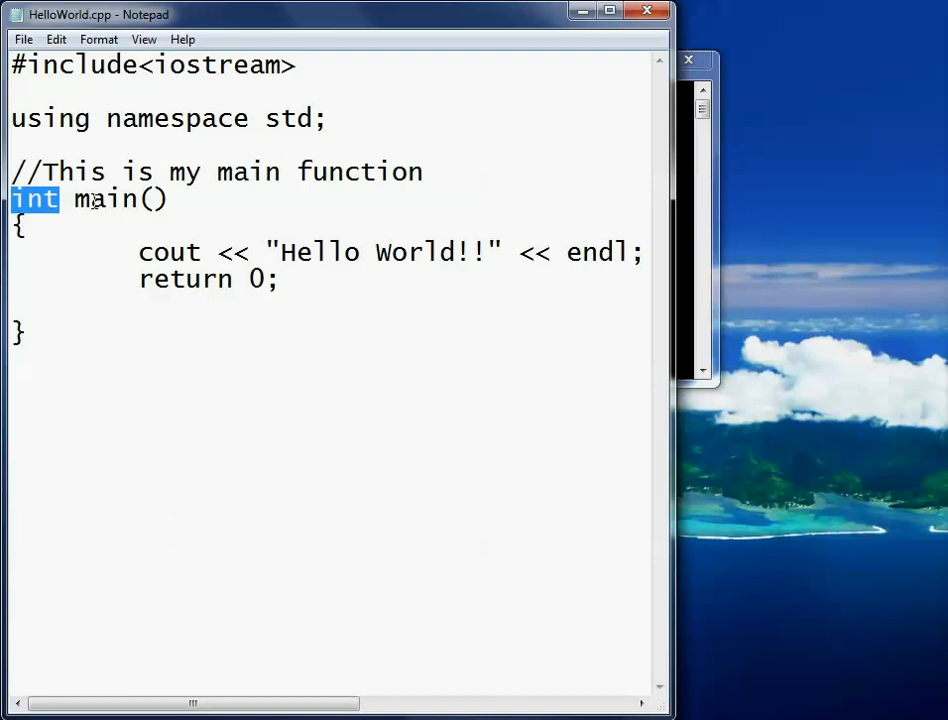 HelloWorld.cpp - Notepad
File Edit Format View Help
#include<iostream>
using namespace std;
//This is my main function
int main()
{
cout << "Hello World!!" << endl;
return 0;
}